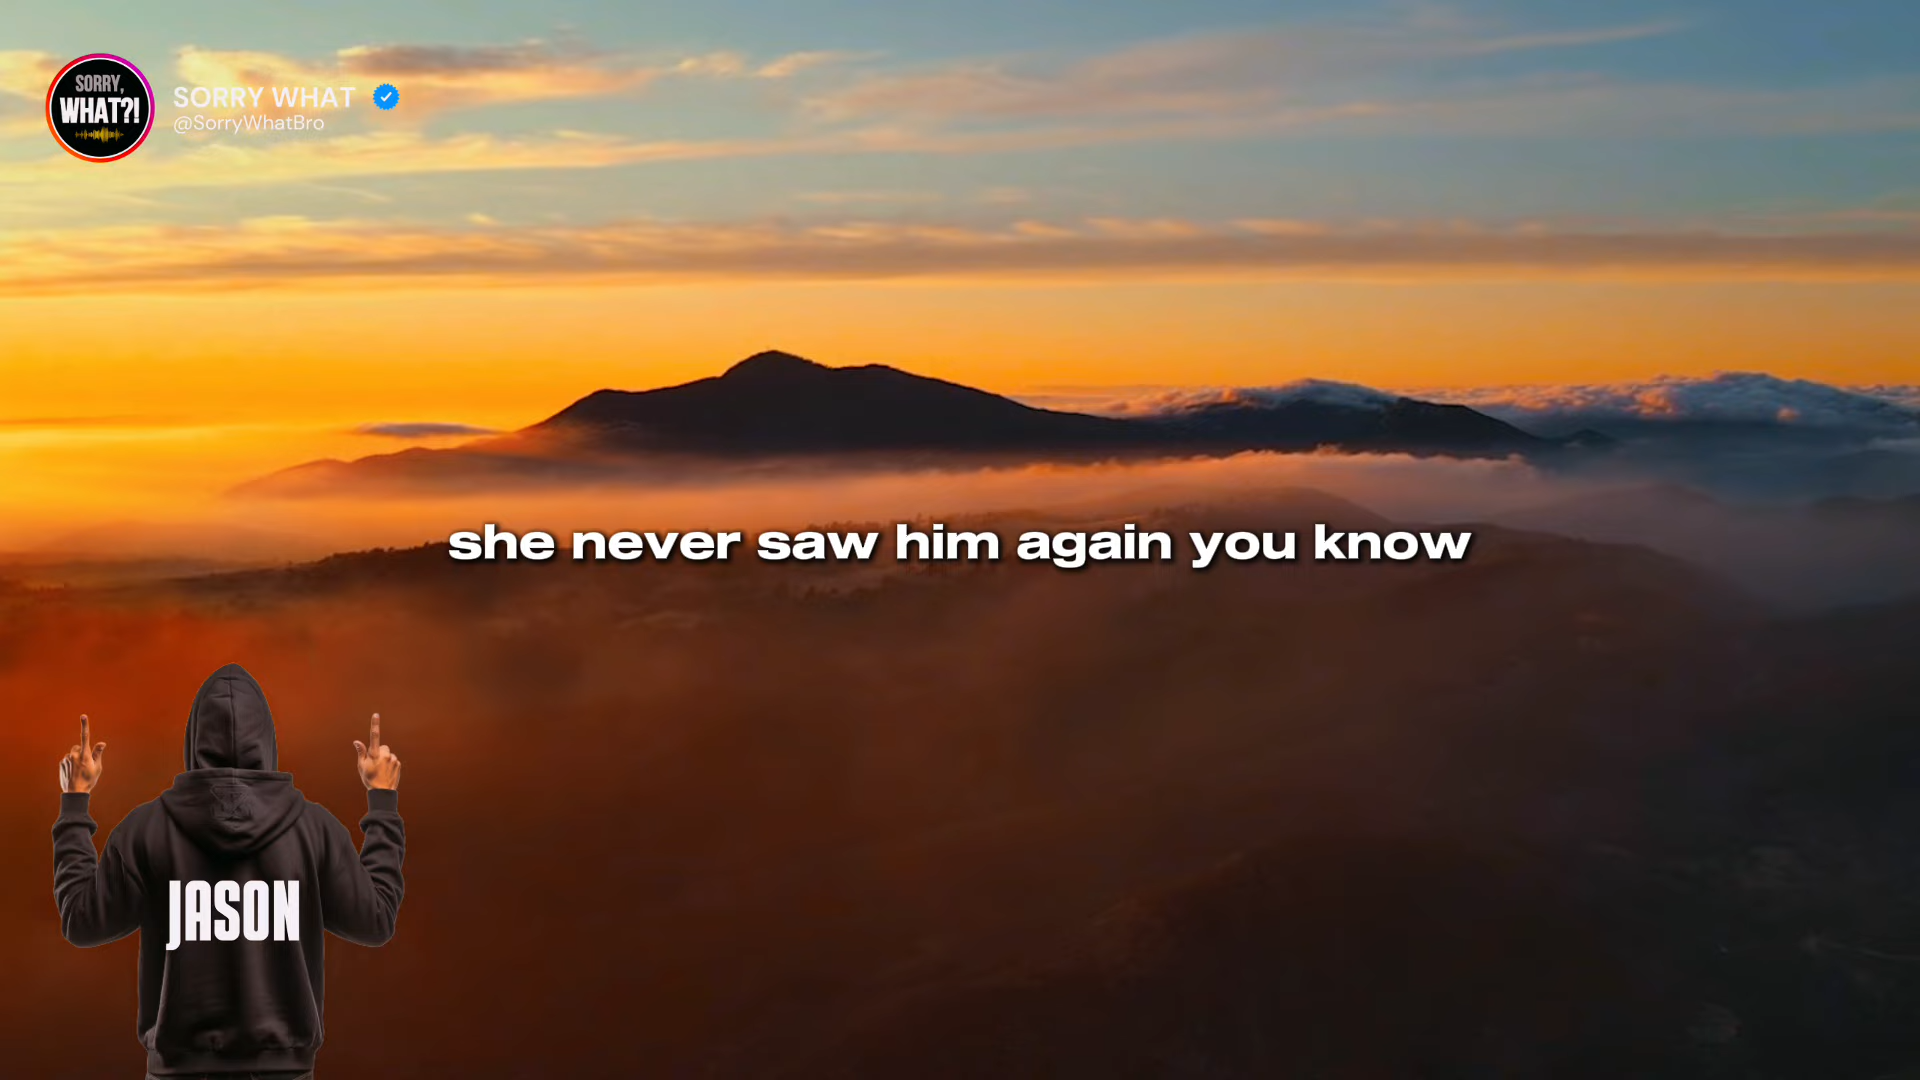 SORRY,
WHAT?!
SORRY WHAT
@SorryWhatBro
she never saw him again you know
JASON